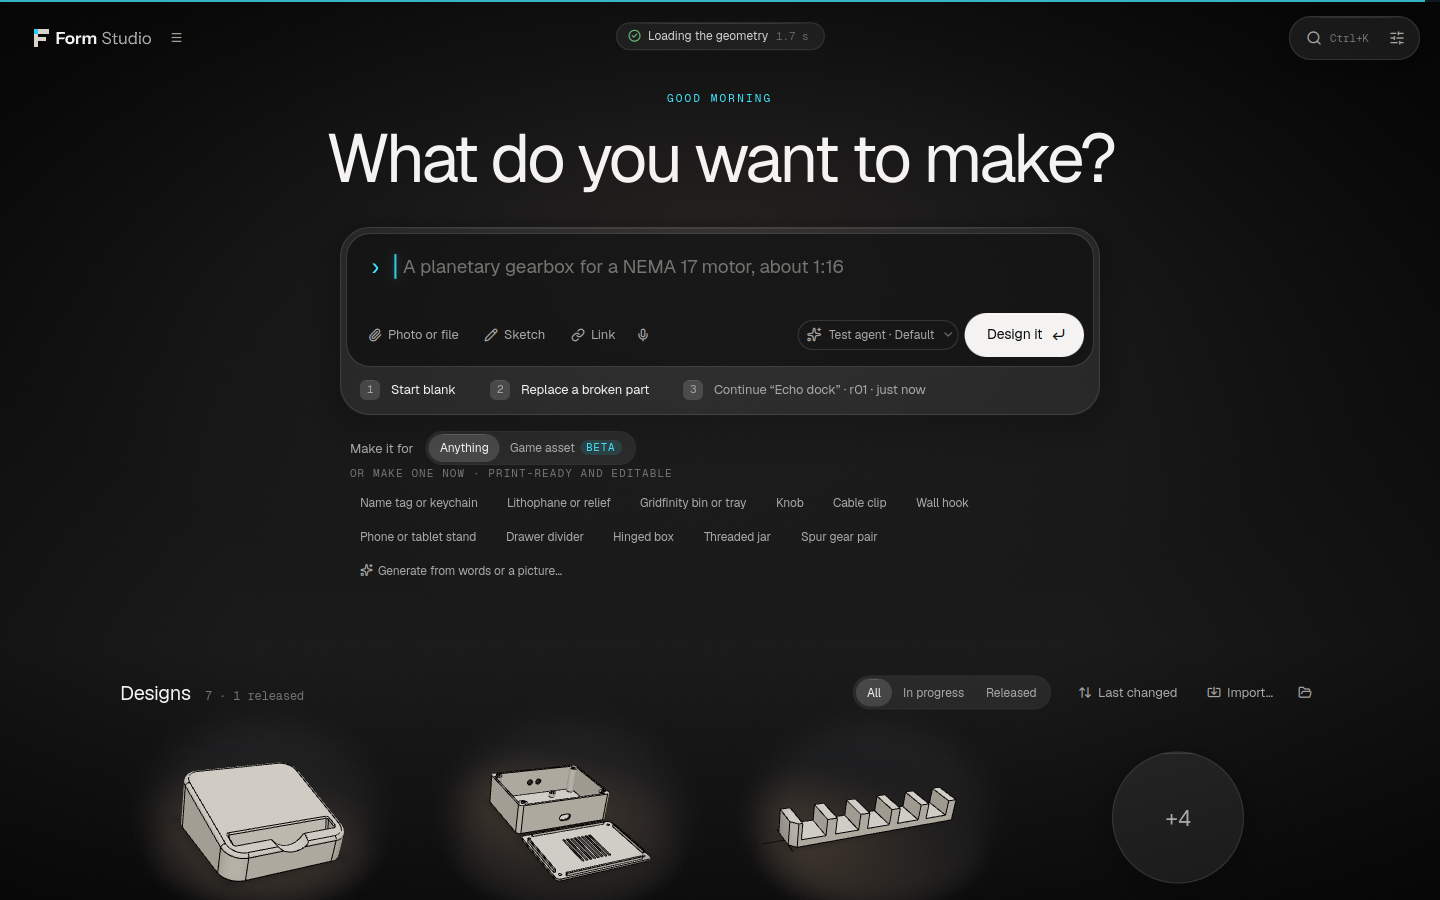 Form Studio
Loading the geometry 1.7 s
Ctrl+K
GOOD MORNING
What do you want to make?
A planetary gearbox for a NEMA 17 motor, about 1:16
Photo or file Sketch Link Test agent · Default Design it
1 Start blank 2 Replace a broken part 3 Continue “Echo dock” · r01 · just now
Make it for Anything Game asset BETA
OR MAKE ONE NOW · PRINT-READY AND EDITABLE
Name tag or keychain Lithophane or relief Gridfinity bin or tray Knob Cable clip Wall hook
Phone or tablet stand Drawer divider Hinged box Threaded jar Spur gear pair
Generate from words or a picture…
Designs 7 · 1 released All In progress Released Last changed Import…
+4